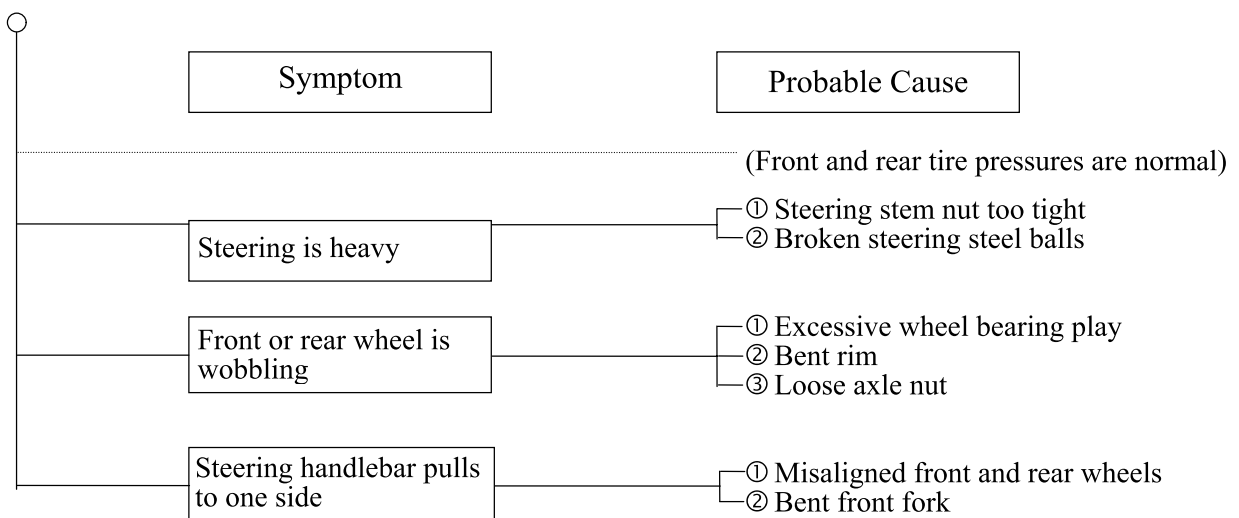 Symptom
Probable Cause
(Front and rear tire pressures are normal)
Steering is heavy
① Steering stem nut too tight
② Broken steering steel balls
Front or rear wheel is
wobbling
① Excessive wheel bearing play
② Bent rim
③ Loose axle nut
Steering handlebar pulls
to one side
① Misaligned front and rear wheels
② Bent front fork